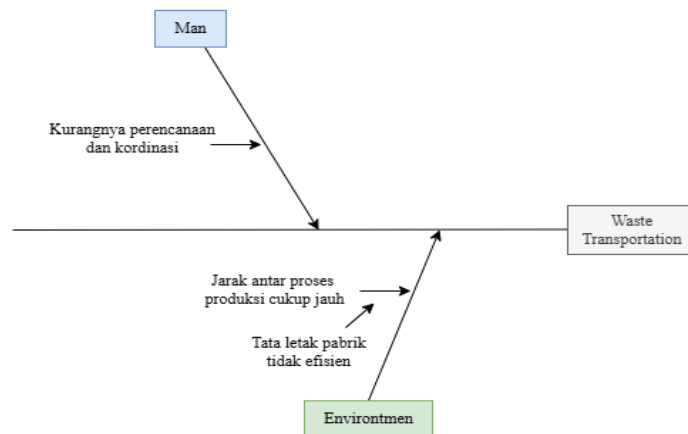 Man
Kurangnya perencanaan
dan kordinasi
Waste
Transportation
Jarak antar proses
produksi cukup jauh
Tata letak pabrik
tidak efisien
Environtmen